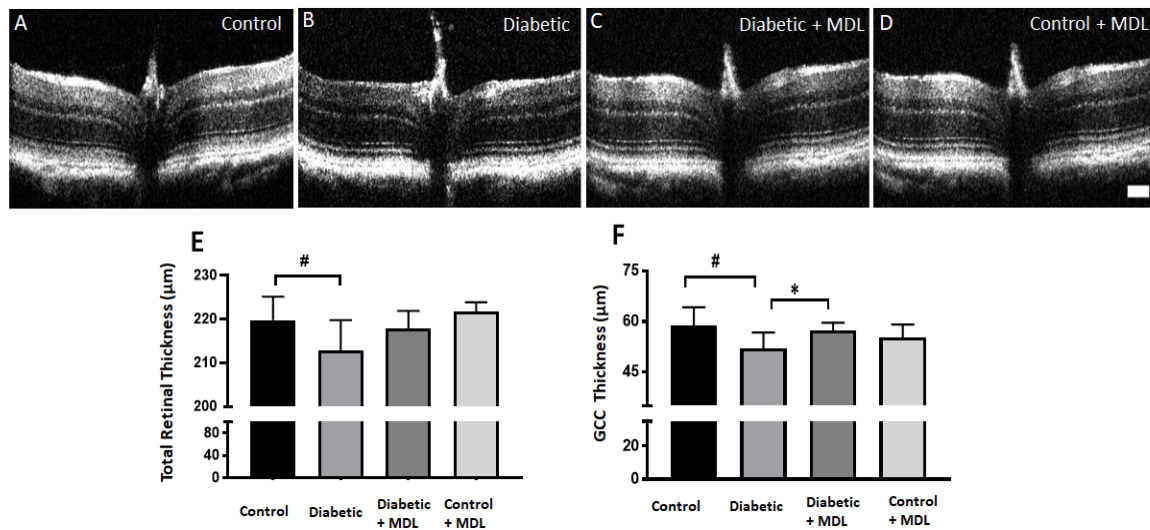 A
Control
B
Diabetic
C
Diabetic + MDL
D
Control + MDL
E
Total Retinal Thickness (µm)
230
220
210
200
80
40
0
#
Control
Diabetic
Diabetic
+ MDL
Control
+ MDL
F
GCC Thickness (µm)
75
60
45
20
0
#
*
Control
Diabetic
Diabetic
+ MDL
Control
+ MDL